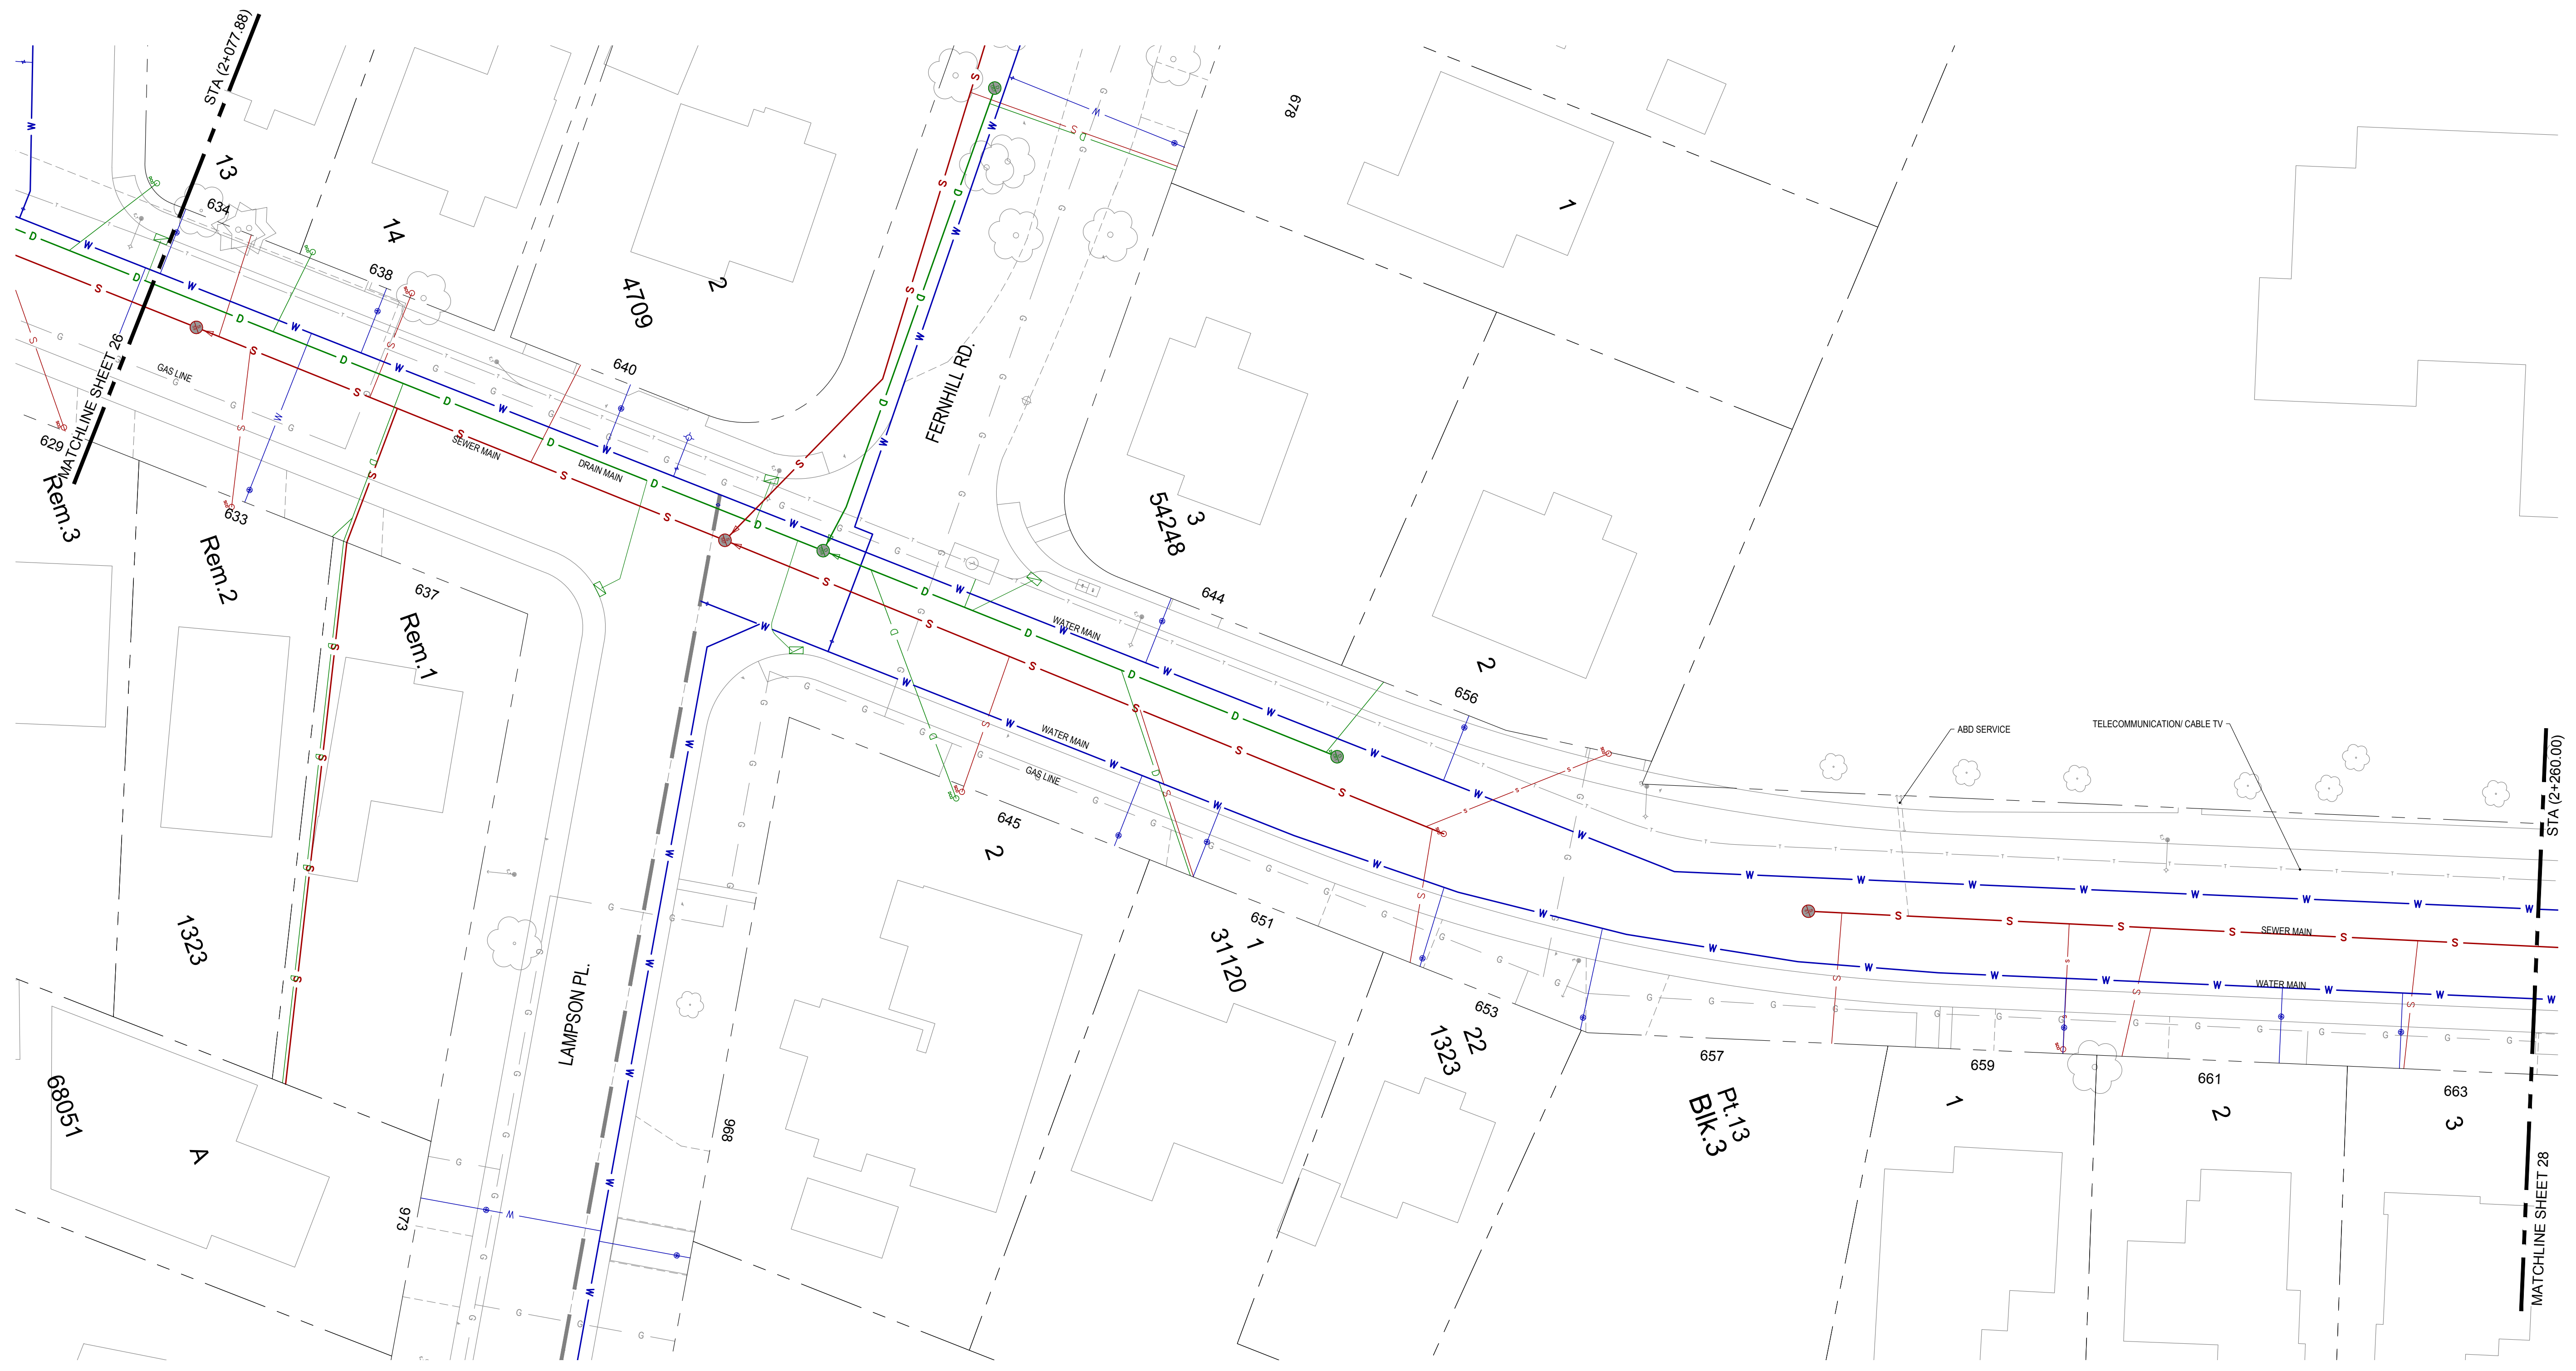 STA (2+077.88)
MATCHLINE SHEET 26
13
634
14
638
4709
2
640
678
1
FERNHILL RD.
3
54248
644
2
656
GAS LINE
SEWER MAIN
DRAIN MAIN
WATER MAIN
WATER MAIN
GAS LINE
629
Rem.3
633
Rem.2
637
Rem.1
1323
68051
A
LAMPSON PL.
973
898
645
2
651
1
31120
653
22
1323
657
Pt.13
Blk.3
659
1
661
2
663
3
ABD SERVICE
TELECOMMUNICATION/ CABLE TV
SEWER MAIN
WATER MAIN
STA (2+260.00)
MATCHLINE SHEET 28